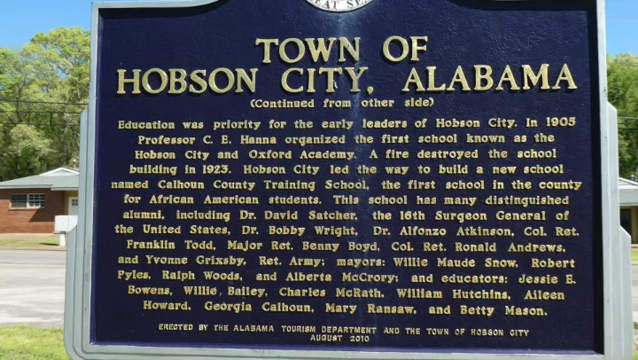 TOWN OF
HOBSON CITY, ALABAMA
(Continued from other side)
Education was priority for the early leaders of Hobson City. In 1905
Professor C. E. Hanna organized the first school known as the
Hobson City and Oxford Academy. A fire destroyed the school
building in 1923. Hobson City led the way to build a new school
named Calhoun County Training School, the first school in the county
for African American students. This school has many distinguished
alumni, including Dr. David Satcher, the 16th Surgeon General of
the United States, Dr. Bobby Wright, Dr. Alfonzo Atkinson, Col. Ret.
Franklin Todd, Major Ret. Benny Boyd, Col. Ret. Ronald Andrews,
and Yvonne Grixsby, Ret. Army; mayors: Willie Maude Snow, Robert
Pyles, Ralph Woods, and Alberta McCrory; and educators: Jessie E.
Bowens, Willie Bailey, Charles McRath, William Hutchins, Aileen
Howard, Georgia Calhoun, Mary Ransaw, and Betty Mason.
ERECTED BY THE ALABAMA TOURISM DEPARTMENT AND THE TOWN OF HOBSON CITY
AUGUST 2010